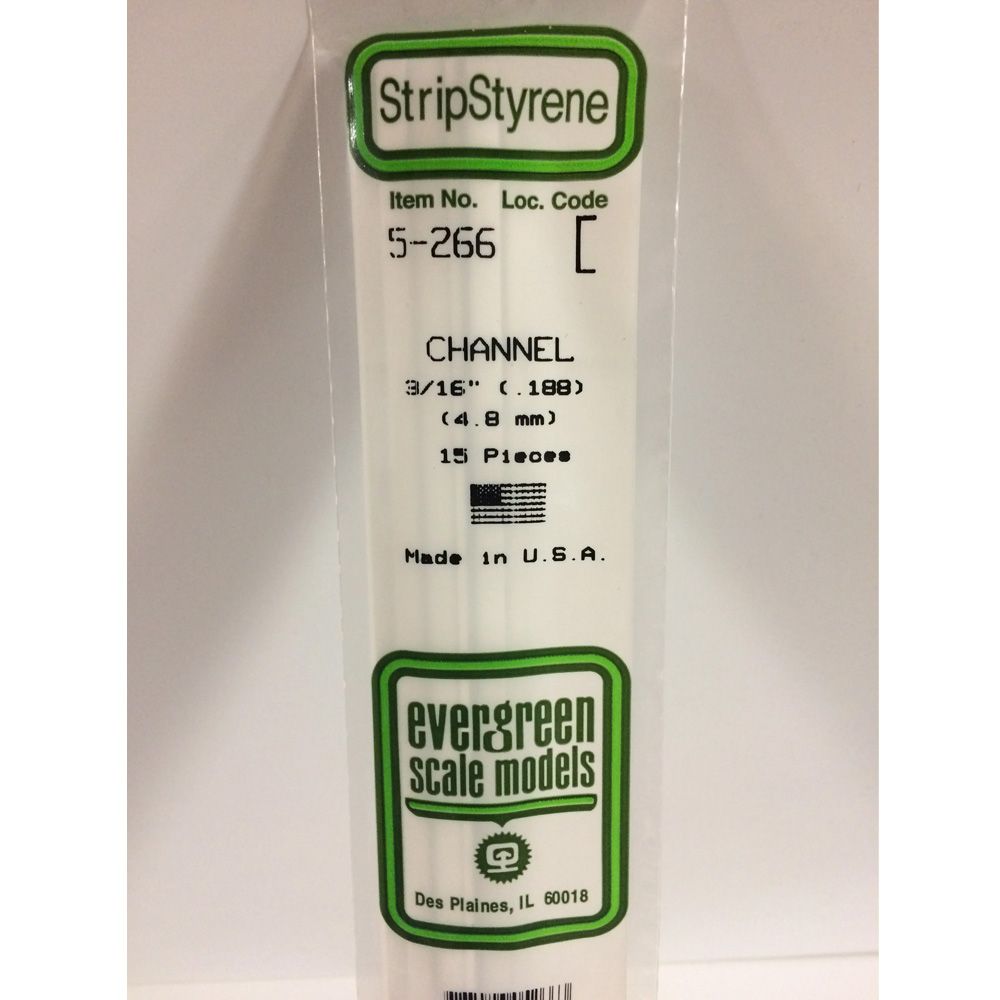 StripStyrene
Item No. Loc. Code
5-266
CHANNEL
3/16" (.188)
(4.8 mm)
15 Pieces
Made in U.S.A.
evergreen
scale models
Des Plaines, IL 60018